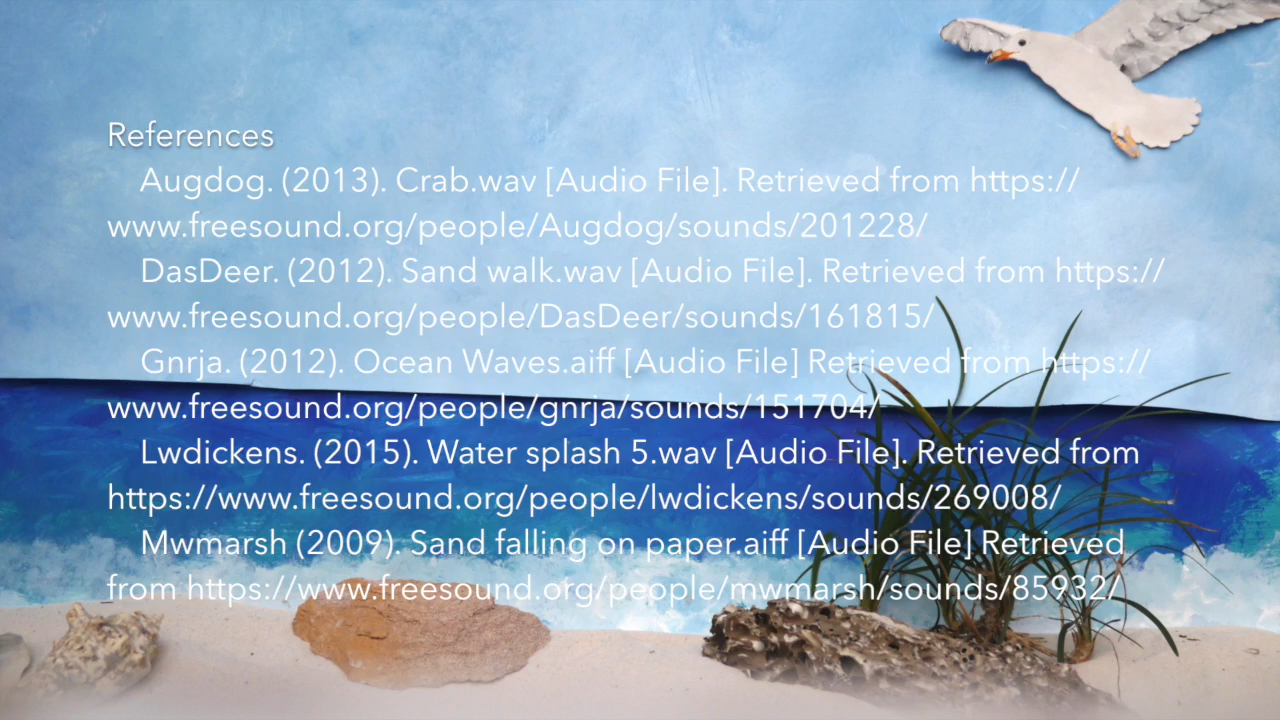 References
Augdog. (2013). Crab.wav [Audio File]. Retrieved from https://
www.freesound.org/people/Augdog/sounds/201228/
DasDeer. (2012). Sand walk.wav [Audio File]. Retrieved from https://
www.freesound.org/people/DasDeer/sounds/161815/
Gnrja. (2012). Ocean Waves.aiff [Audio File] Retrieved from https://
www.freesound.org/people/gnrja/sounds/151704/
Lwdickens. (2015). Water splash 5.wav [Audio File]. Retrieved from
https://www.freesound.org/people/lwdickens/sounds/269008/
Mwmarsh (2009). Sand falling on paper.aiff [Audio File] Retrieved
from https://www.freesound.org/people/mwmarsh/sounds/85932/